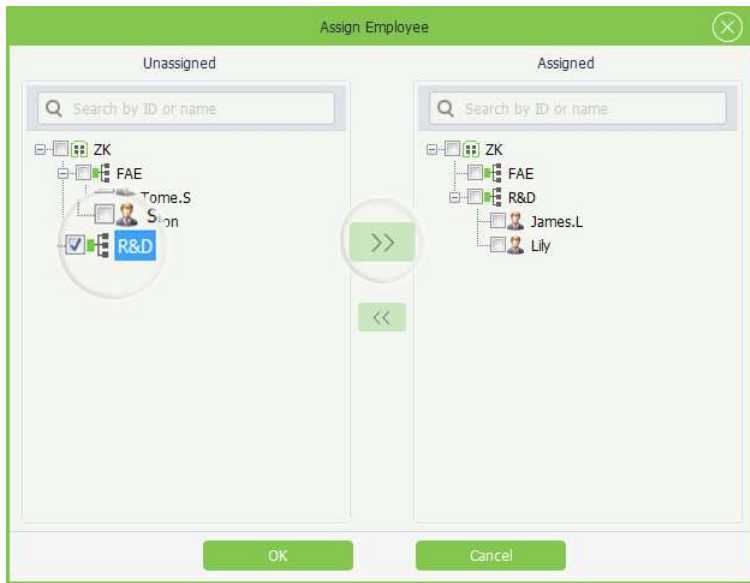 Assign Employee
Unassigned
Search by ID or name
ZK
FAE
Tome.S
R&D
>>
<<
Assigned
Search by ID or name
ZK
FAE
R&D
James.L
Lily
OK
Cancel